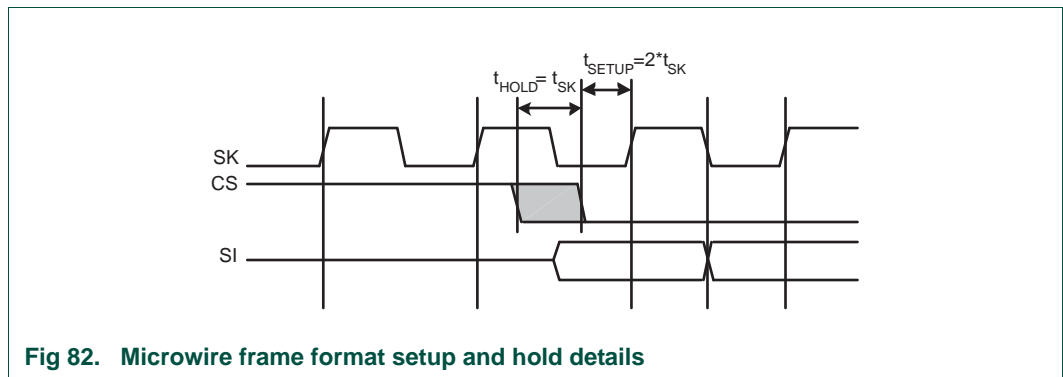 tSETUP=2*tSK
tHOLD= tSK
SK
CS
SI
Fig 82. Microwire frame format setup and hold details